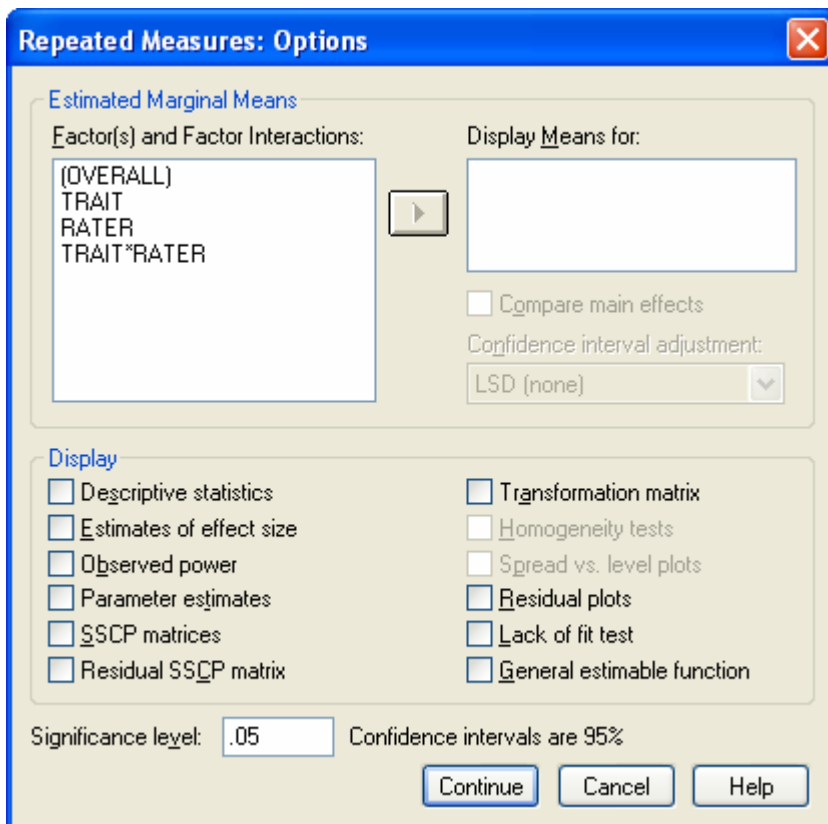 Repeated Measures: Options
Estimated Marginal Means
Factor(s) and Factor Interactions:
(OVERALL)
TRAIT
RATER
TRAIT*RATER
Display Means for:
Compare main effects
Confidence interval adjustment:
LSD (none)
Display
Descriptive statistics
Estimates of effect size
Observed power
Parameter estimates
SSCP matrices
Residual SSCP matrix
Transformation matrix
Homogeneity tests
Spread vs. level plots
Residual plots
Lack of fit test
General estimable function
Significance level: .05 Confidence intervals are 95%
Continue Cancel Help